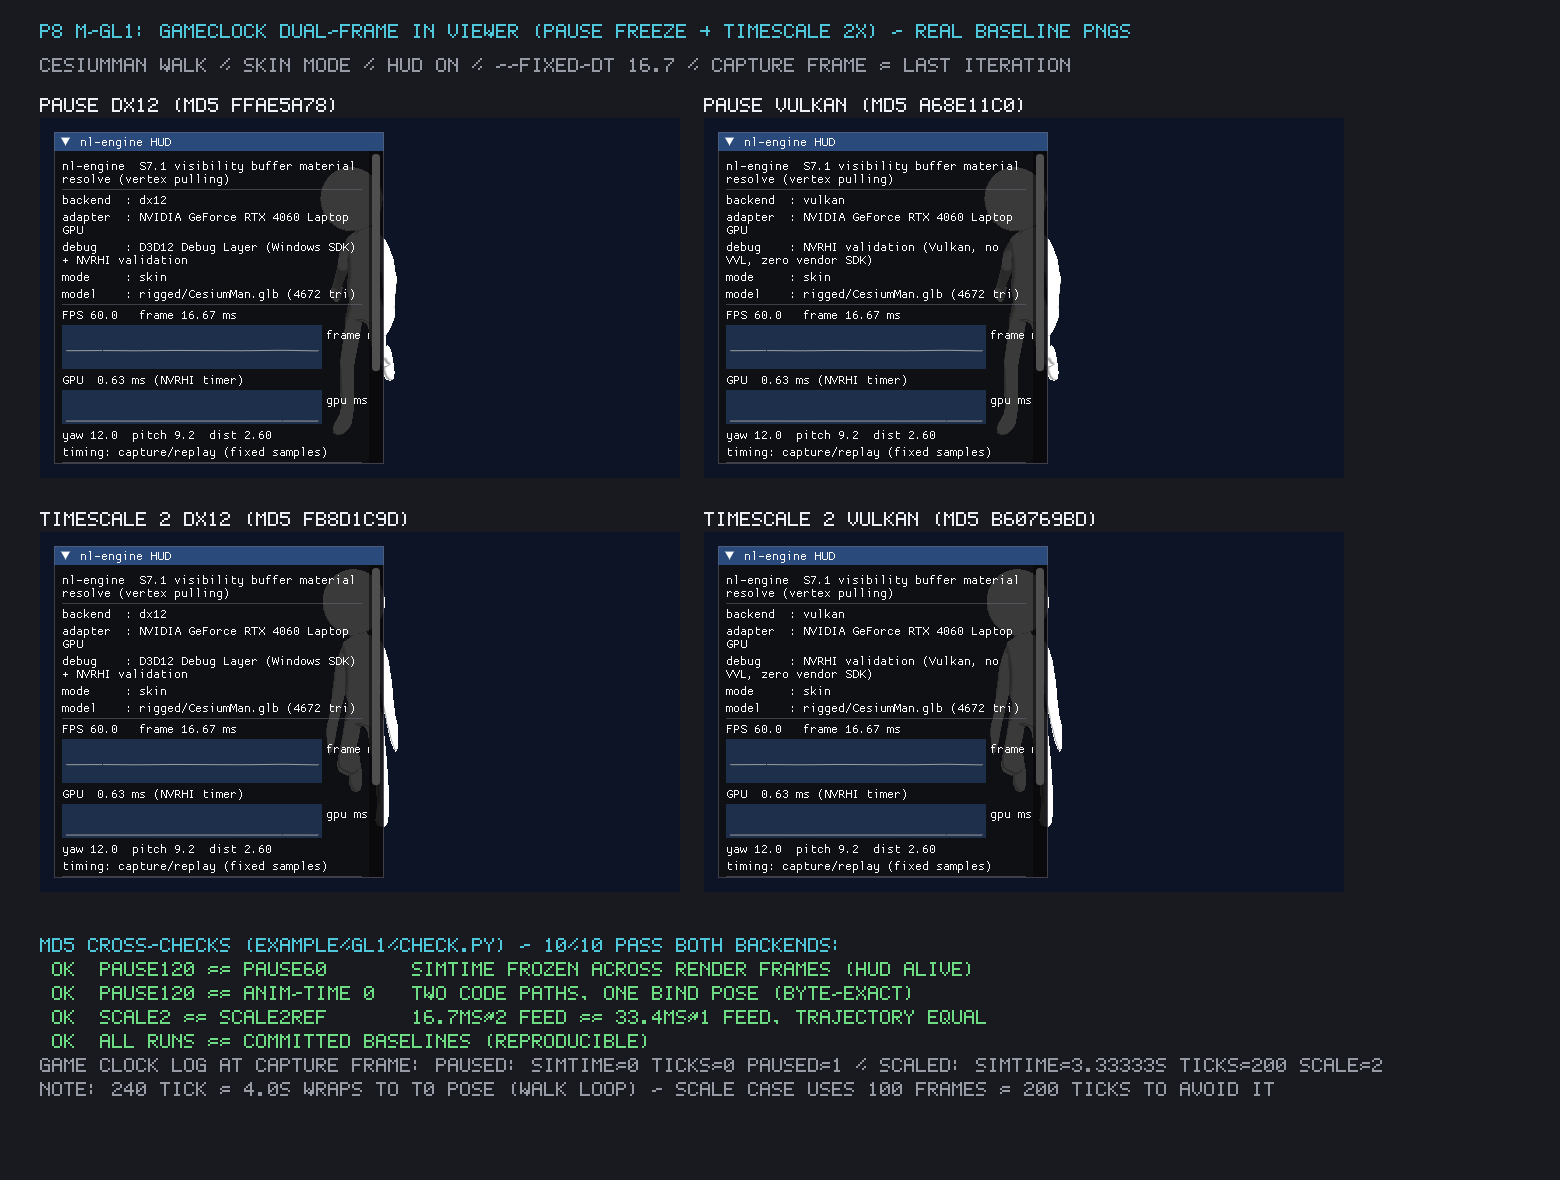 P8 M-GL1: GAMECLOCK DUAL-FRAME IN VIEWER (PAUSE FREEZE + TIMESCALE 2X) - REAL BASELINE PNGS
CESIUMMAN WALK / SKIN MODE / HUD ON / --FIXED-DT 16.7 / CAPTURE FRAME = LAST ITERATION
PAUSE DX12 (MD5 FFAE5A78)
▼ nl-engine HUD
nl-engine  S7.1 visibility buffer material
resolve (vertex pulling)
backend  : dx12
adapter  : NVIDIA GeForce RTX 4060 Laptop
GPU
debug    : D3D12 Debug Layer (Windows SDK)
+ NVRHI validation
mode     : skin
model    : rigged/CesiumMan.glb (4672 tri)
FPS 60.0   frame 16.67 ms
frame
GPU  0.63 ms (NVRHI timer)
gpu ms
yaw 12.0  pitch 9.2  dist 2.60
timing: capture/replay (fixed samples)
PAUSE VULKAN (MD5 A68E11C0)
▼ nl-engine HUD
nl-engine  S7.1 visibility buffer material
resolve (vertex pulling)
backend  : vulkan
adapter  : NVIDIA GeForce RTX 4060 Laptop
GPU
debug    : NVRHI validation (Vulkan, no
VVL, zero vendor SDK)
mode     : skin
model    : rigged/CesiumMan.glb (4672 tri)
FPS 60.0   frame 16.67 ms
frame
GPU  0.63 ms (NVRHI timer)
gpu ms
yaw 12.0  pitch 9.2  dist 2.60
timing: capture/replay (fixed samples)
TIMESCALE 2 DX12 (MD5 FB8D1C9D)
▼ nl-engine HUD
nl-engine  S7.1 visibility buffer material
resolve (vertex pulling)
backend  : dx12
adapter  : NVIDIA GeForce RTX 4060 Laptop
GPU
debug    : D3D12 Debug Layer (Windows SDK)
+ NVRHI validation
mode     : skin
model    : rigged/CesiumMan.glb (4672 tri)
FPS 60.0   frame 16.67 ms
frame
GPU  0.63 ms (NVRHI timer)
gpu ms
yaw 12.0  pitch 9.2  dist 2.60
timing: capture/replay (fixed samples)
TIMESCALE 2 VULKAN (MD5 B60769BD)
▼ nl-engine HUD
nl-engine  S7.1 visibility buffer material
resolve (vertex pulling)
backend  : vulkan
adapter  : NVIDIA GeForce RTX 4060 Laptop
GPU
debug    : NVRHI validation (Vulkan, no
VVL, zero vendor SDK)
mode     : skin
model    : rigged/CesiumMan.glb (4672 tri)
FPS 60.0   frame 16.67 ms
frame
GPU  0.63 ms (NVRHI timer)
gpu ms
yaw 12.0  pitch 9.2  dist 2.60
timing: capture/replay (fixed samples)
MD5 CROSS-CHECKS (EXAMPLE/GL1/CHECK.PY) - 10/10 PASS BOTH BACKENDS:
OK  PAUSE120 == PAUSE60       SIMTIME FROZEN ACROSS RENDER FRAMES (HUD ALIVE)
OK  PAUSE120 == ANIM-TIME 0   TWO CODE PATHS, ONE BIND POSE (BYTE-EXACT)
OK  SCALE2 == SCALE2REF       16.7MS*2 FEED == 33.4MS*1 FEED, TRAJECTORY EQUAL
OK  ALL RUNS == COMMITTED BASELINES (REPRODUCIBLE)
GAME CLOCK LOG AT CAPTURE FRAME: PAUSED: SIMTIME=0 TICKS=0 PAUSED=1 / SCALED: SIMTIME=3.33333S TICKS=200 SCALE=2
NOTE: 240 TICK = 4.0S WRAPS TO T0 POSE (WALK LOOP) - SCALE CASE USES 100 FRAMES = 200 TICKS TO AVOID IT